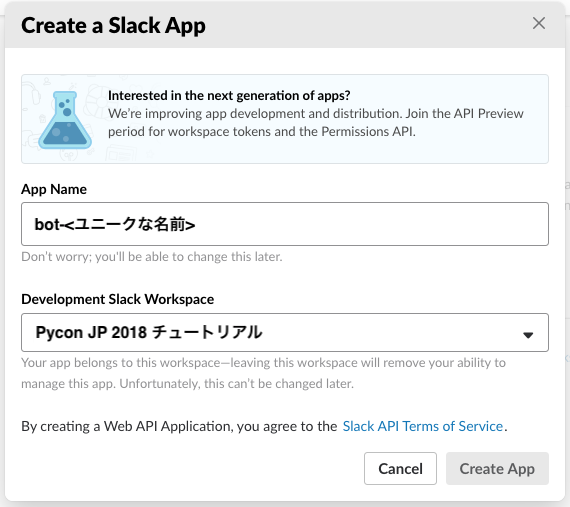 Create a Slack App
Interested in the next generation of apps?
We're improving app development and distribution. Join the API Preview
period for workspace tokens and the Permissions API.
App Name
bot-<ユニークな名前>
Don't worry; you'll be able to change this later.
Development Slack Workspace
Pycon JP 2018 チュートリアル
Your app belongs to this workspace—leaving this workspace will remove your ability to
manage this app. Unfortunately, this can't be changed later.
By creating a Web API Application, you agree to the Slack API Terms of Service.
Cancel Create App